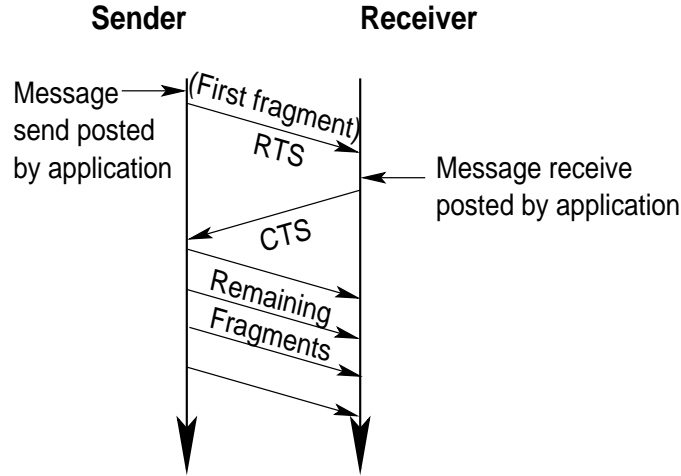 Sender
Receiver
Message
send posted
by application
(First fragment)
RTS
Message receive
posted by application
CTS
Remaining
Fragments